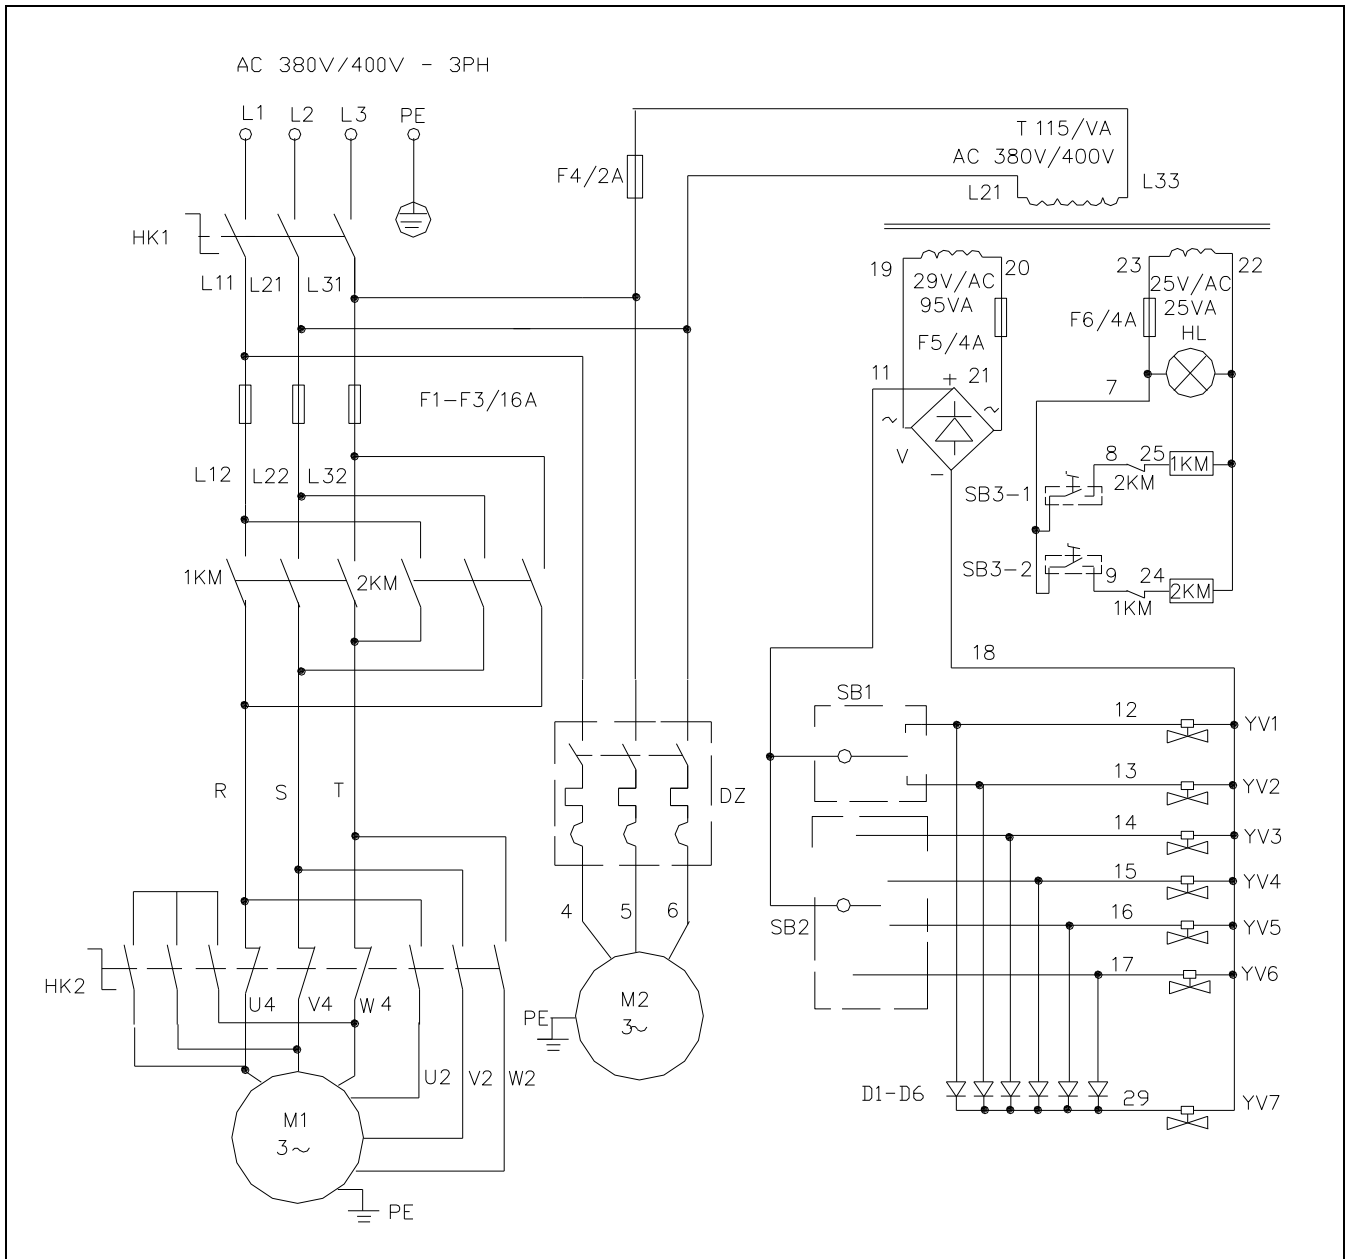 AC 380V/400V - 3PH
L1 L2 L3 PE
T 115/VA
F4/2A
AC 380V/400V
L21 L33
HK1
L11 L21 L31
19 20 23 22
29V/AC 25V/AC
95VA 25VA
F6/4A
F5/4A HL
11 + 21 7
F1-F3/16A
~ ~
V -
L12 L22 L32
8 25 1KM
2KM
SB3-1
1KM 2KM
SB3-2 9 24 2KM
1KM
18
SB1
12 YV1
R S T DZ 13 YV2
14 YV3
15 YV4
4 5 6 16 YV5
SB2
17 YV6
HK2
U4 V4 W4
M2
3~
PE
U2 V2 W2
D1-D6 29 YV7
M1
3~
PE